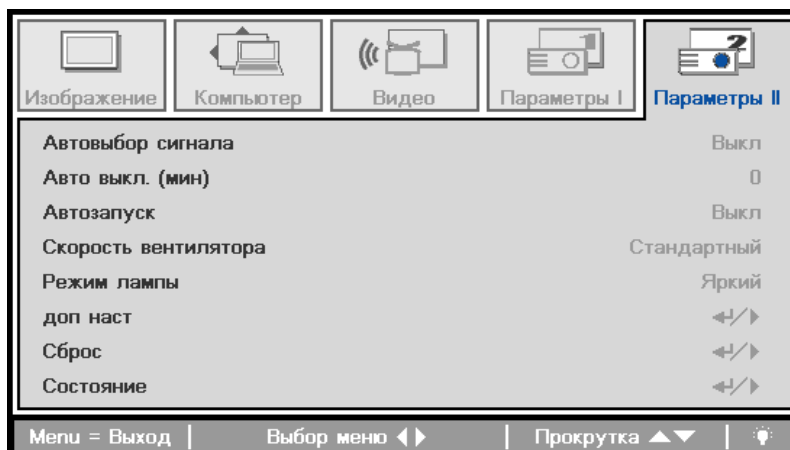 Изображение
Компьютер
Видео
Параметры I
Параметры II
Автовыбор сигнала Выкл
Авто выкл. (мин) 0
Автозапуск Выкл
Скорость вентилятора Стандартный
Режим лампы Яркий
доп наст
Сброс
Состояние
Menu = Выход | Выбор меню | Прокрутка |